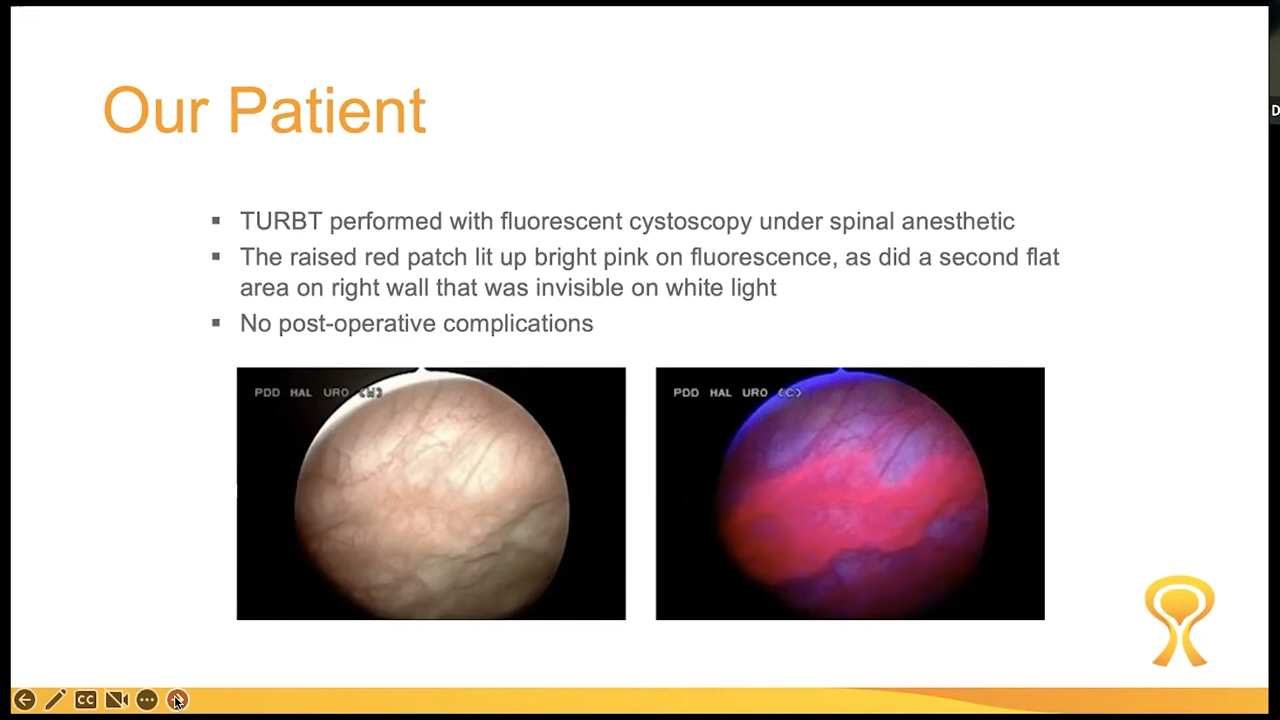 Our Patient
D
▪ TURBT performed with fluorescent cystoscopy under spinal anesthetic
▪ The raised red patch lit up bright pink on fluorescence, as did a second flat
area on right wall that was invisible on white light
▪ No post-operative complications
PDD HAL URO
PDD HAL URO (C)
CC